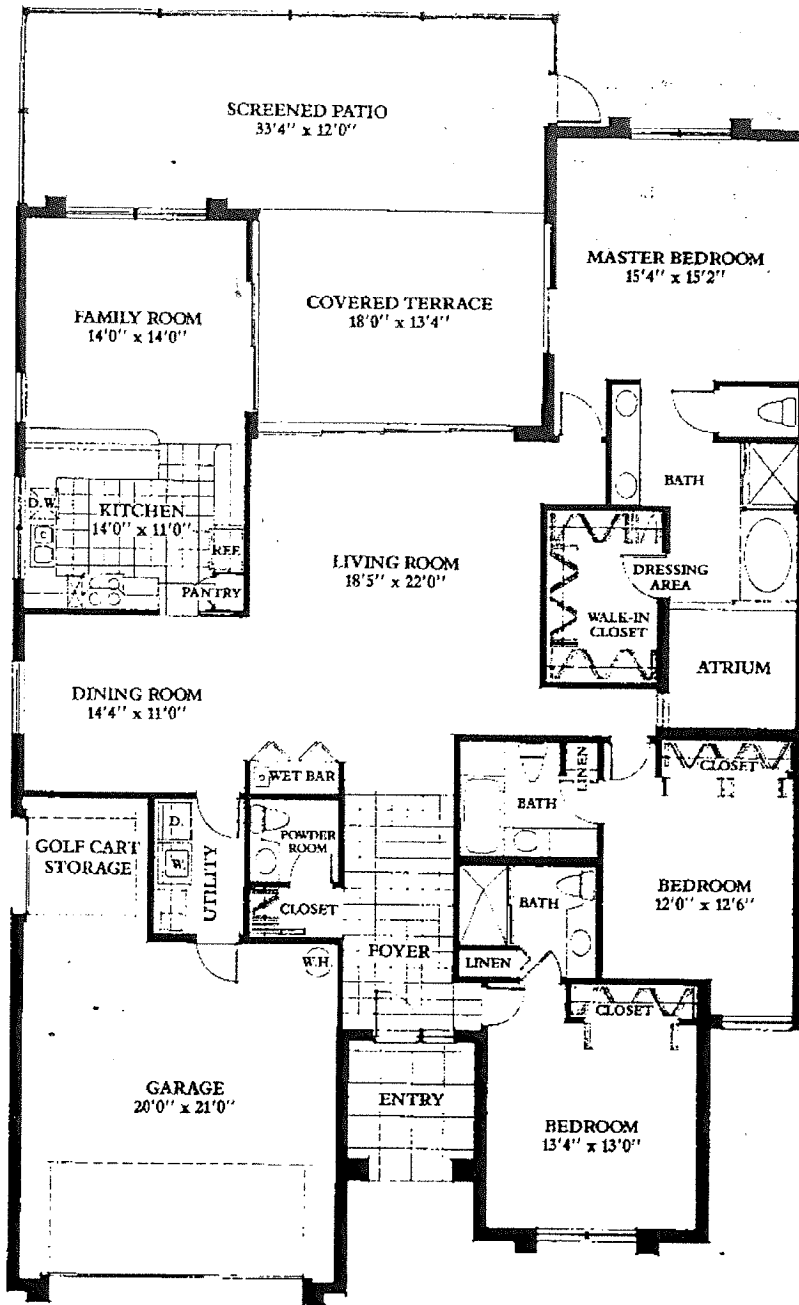 SCREENED PATIO
33'4" x 12'0"
MASTER BEDROOM
15'4" x 15'2"
FAMILY ROOM
14'0" x 14'0"
COVERED TERRACE
18'0" x 13'4"
BATH
D.W.
KITCHEN
14'0" x 11'0"
REF.
PANTRY
LIVING ROOM
18'5" x 22'0"
DRESSING
AREA
WALK-IN
CLOSET
ATRIUM
DINING ROOM
14'4" x 11'0"
WET BAR
LINEN
CLOSET
BATH
GOLF CART
STORAGE
D.
W.
UTILITY
POWDER
ROOM
CLOSET
BEDROOM
12'0" x 12'6"
BATH
FOYER
LINEN
W.H.
CLOSET
GARAGE
20'0" x 21'0"
ENTRY
BEDROOM
13'4" x 13'0"